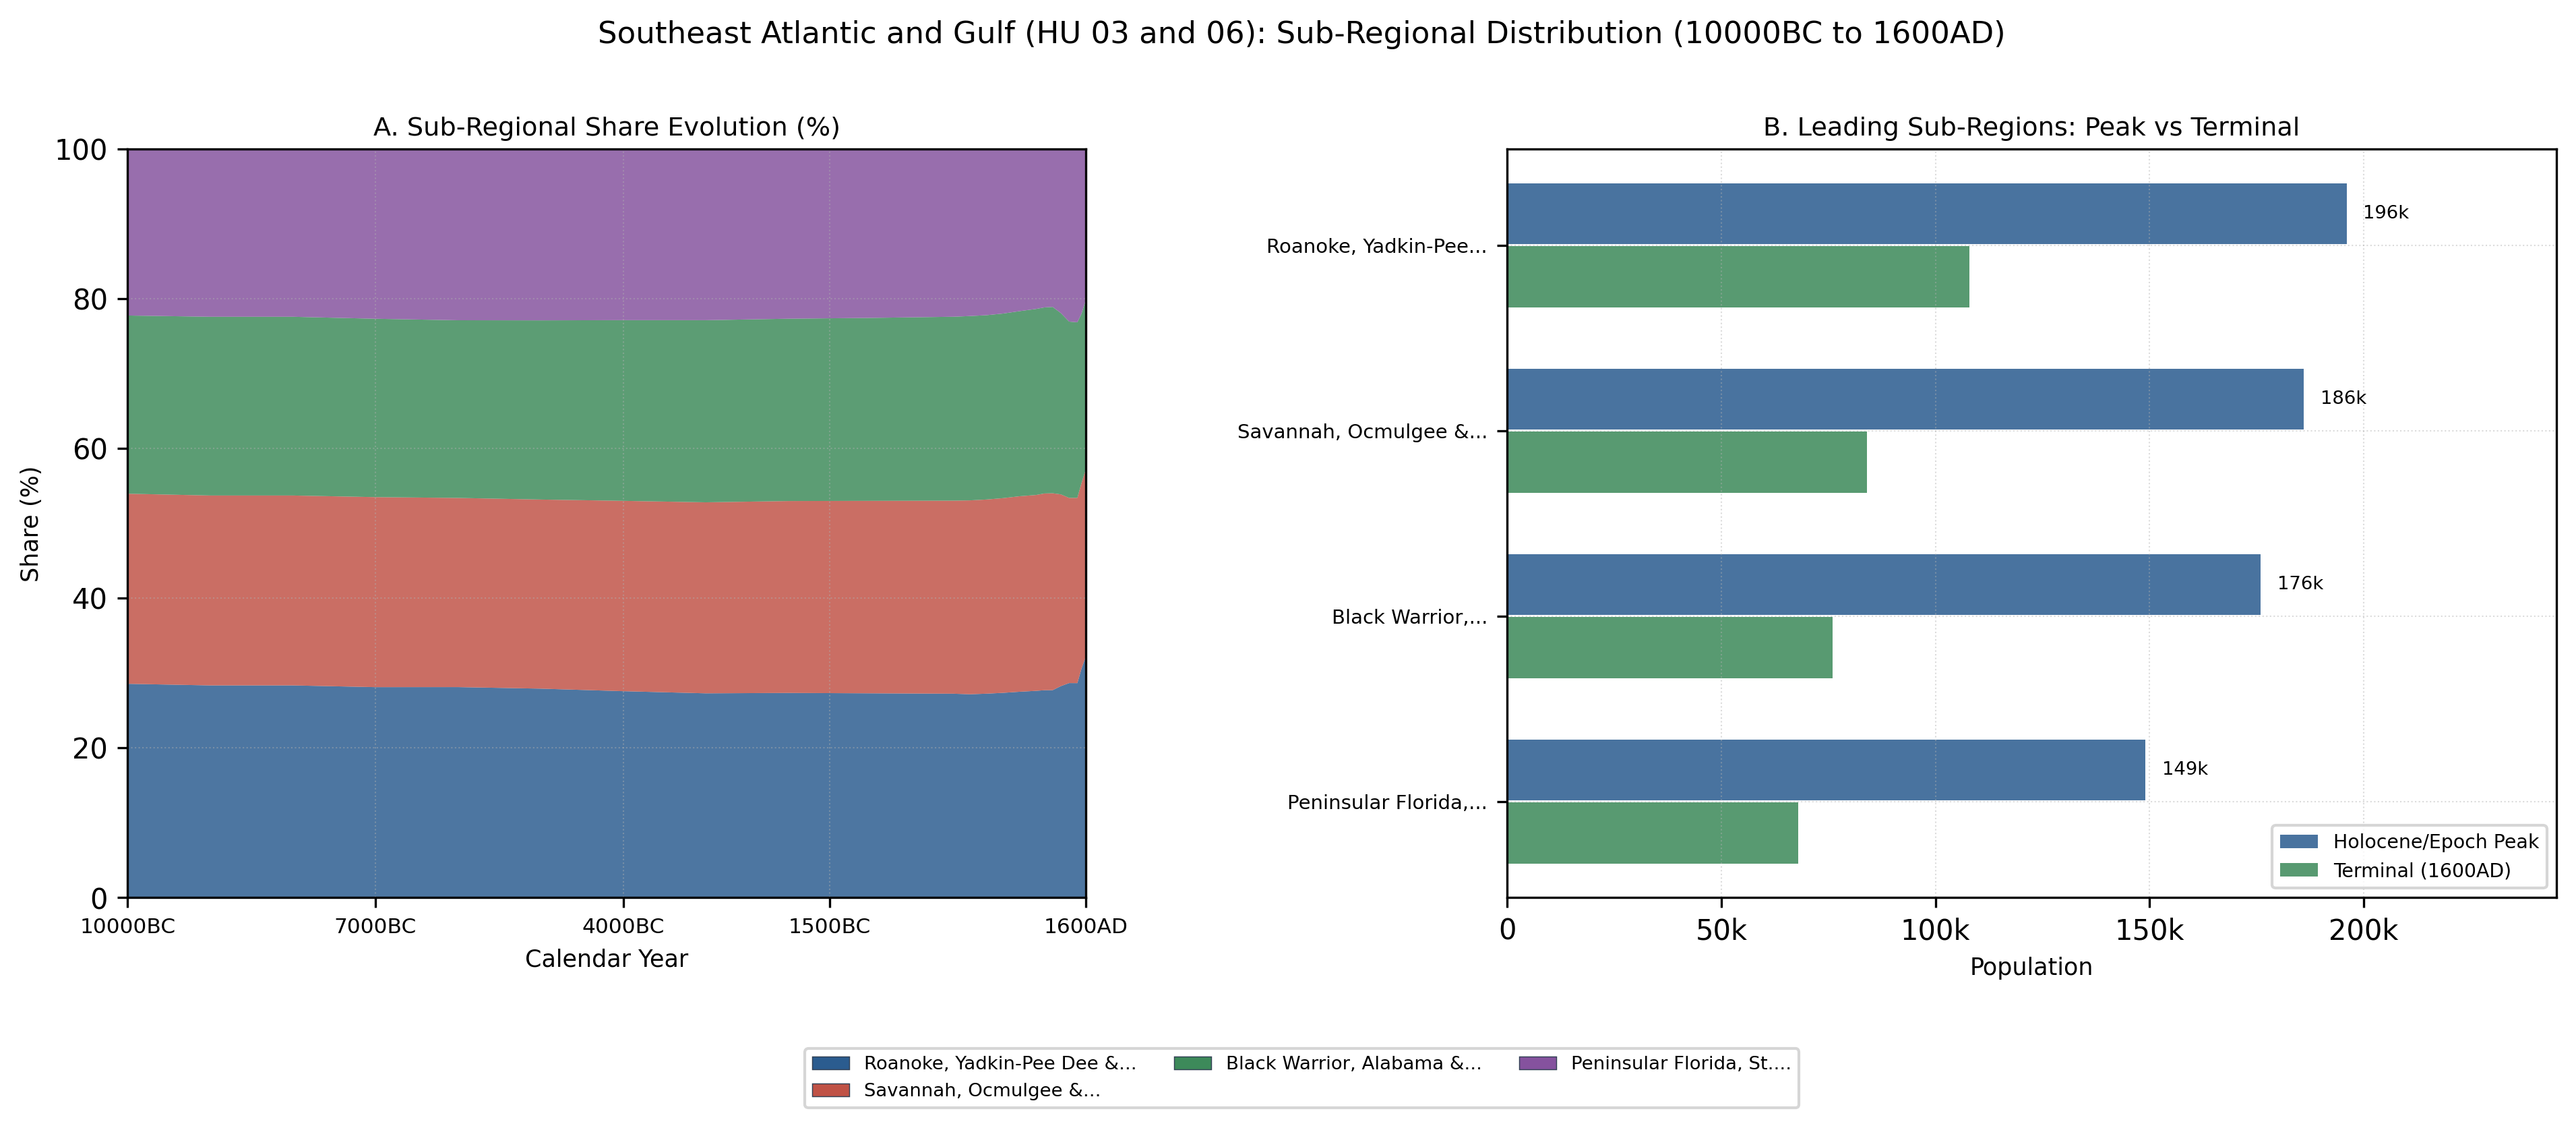 Southeast Atlantic and Gulf (HU 03 and 06): Sub-Regional Distribution (10000BC to 1600AD)
A. Sub-Regional Share Evolution (%)
100
80
60
40
20
0
Share (%)
10000BC
7000BC
4000BC
1500BC
1600AD
Calendar Year
B. Leading Sub-Regions: Peak vs Terminal
Roanoke, Yadkin-Pee...
196k
Savannah, Ocmulgee &...
186k
Black Warrior,...
176k
Peninsular Florida,...
149k
Holocene/Epoch Peak
Terminal (1600AD)
0
50k
100k
150k
200k
Population
Roanoke, Yadkin-Pee Dee &...
Savannah, Ocmulgee &...
Black Warrior, Alabama &...
Peninsular Florida, St....